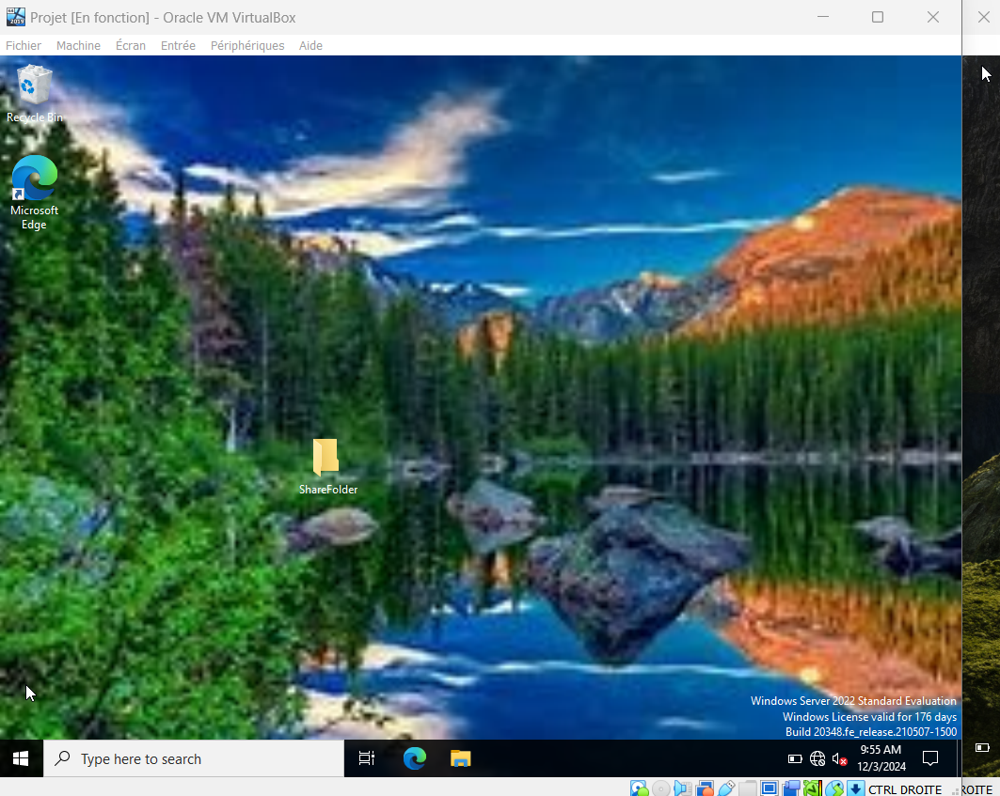 Projet [En fonction] - Oracle VM VirtualBox
Fichier Machine Écran Entrée Périphériques Aide
Recycle Bin
Microsoft
Edge
ShareFolder
Windows Server 2022 Standard Evaluation
Windows License valid for 176 days
Build 20348.fe_release.210507-1500
Type here to search
9:55 AM
12/3/2024
CTRL DROITE
ROITE